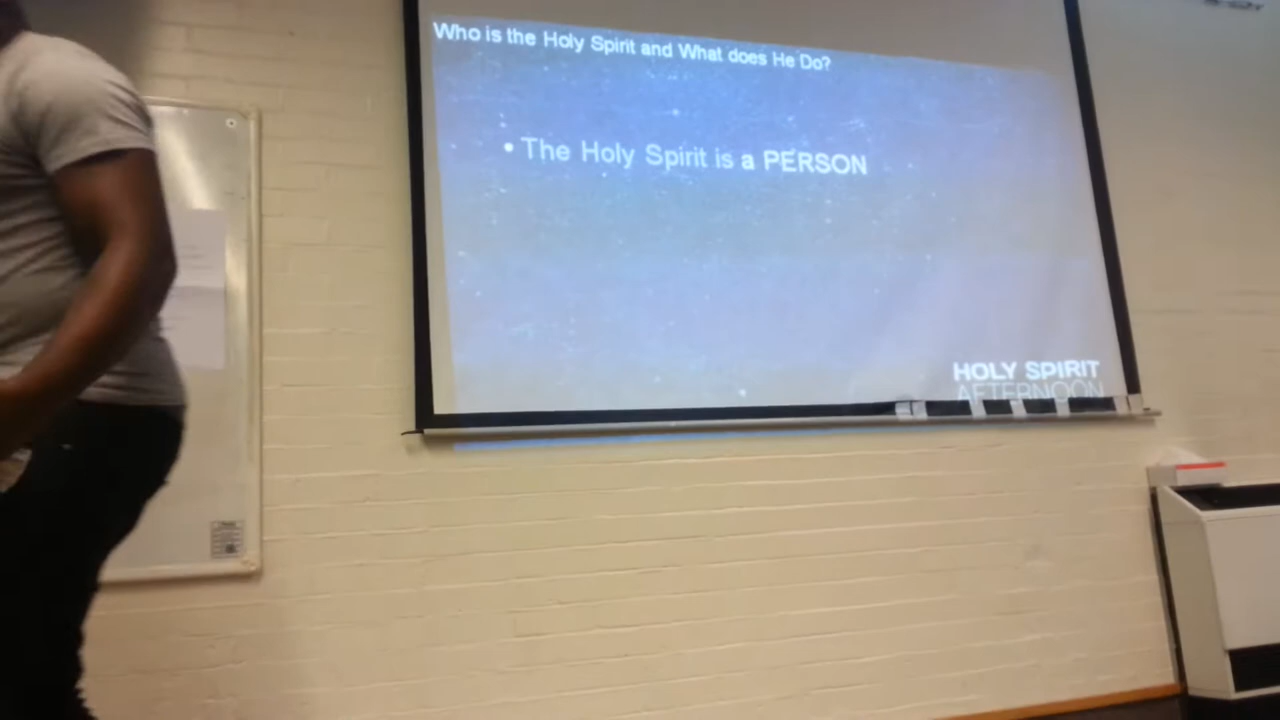 Who is the Holy Spirit and What does He Do?
• The Holy Spirit is a PERSON
HOLY SPIRIT
AFTERNOON